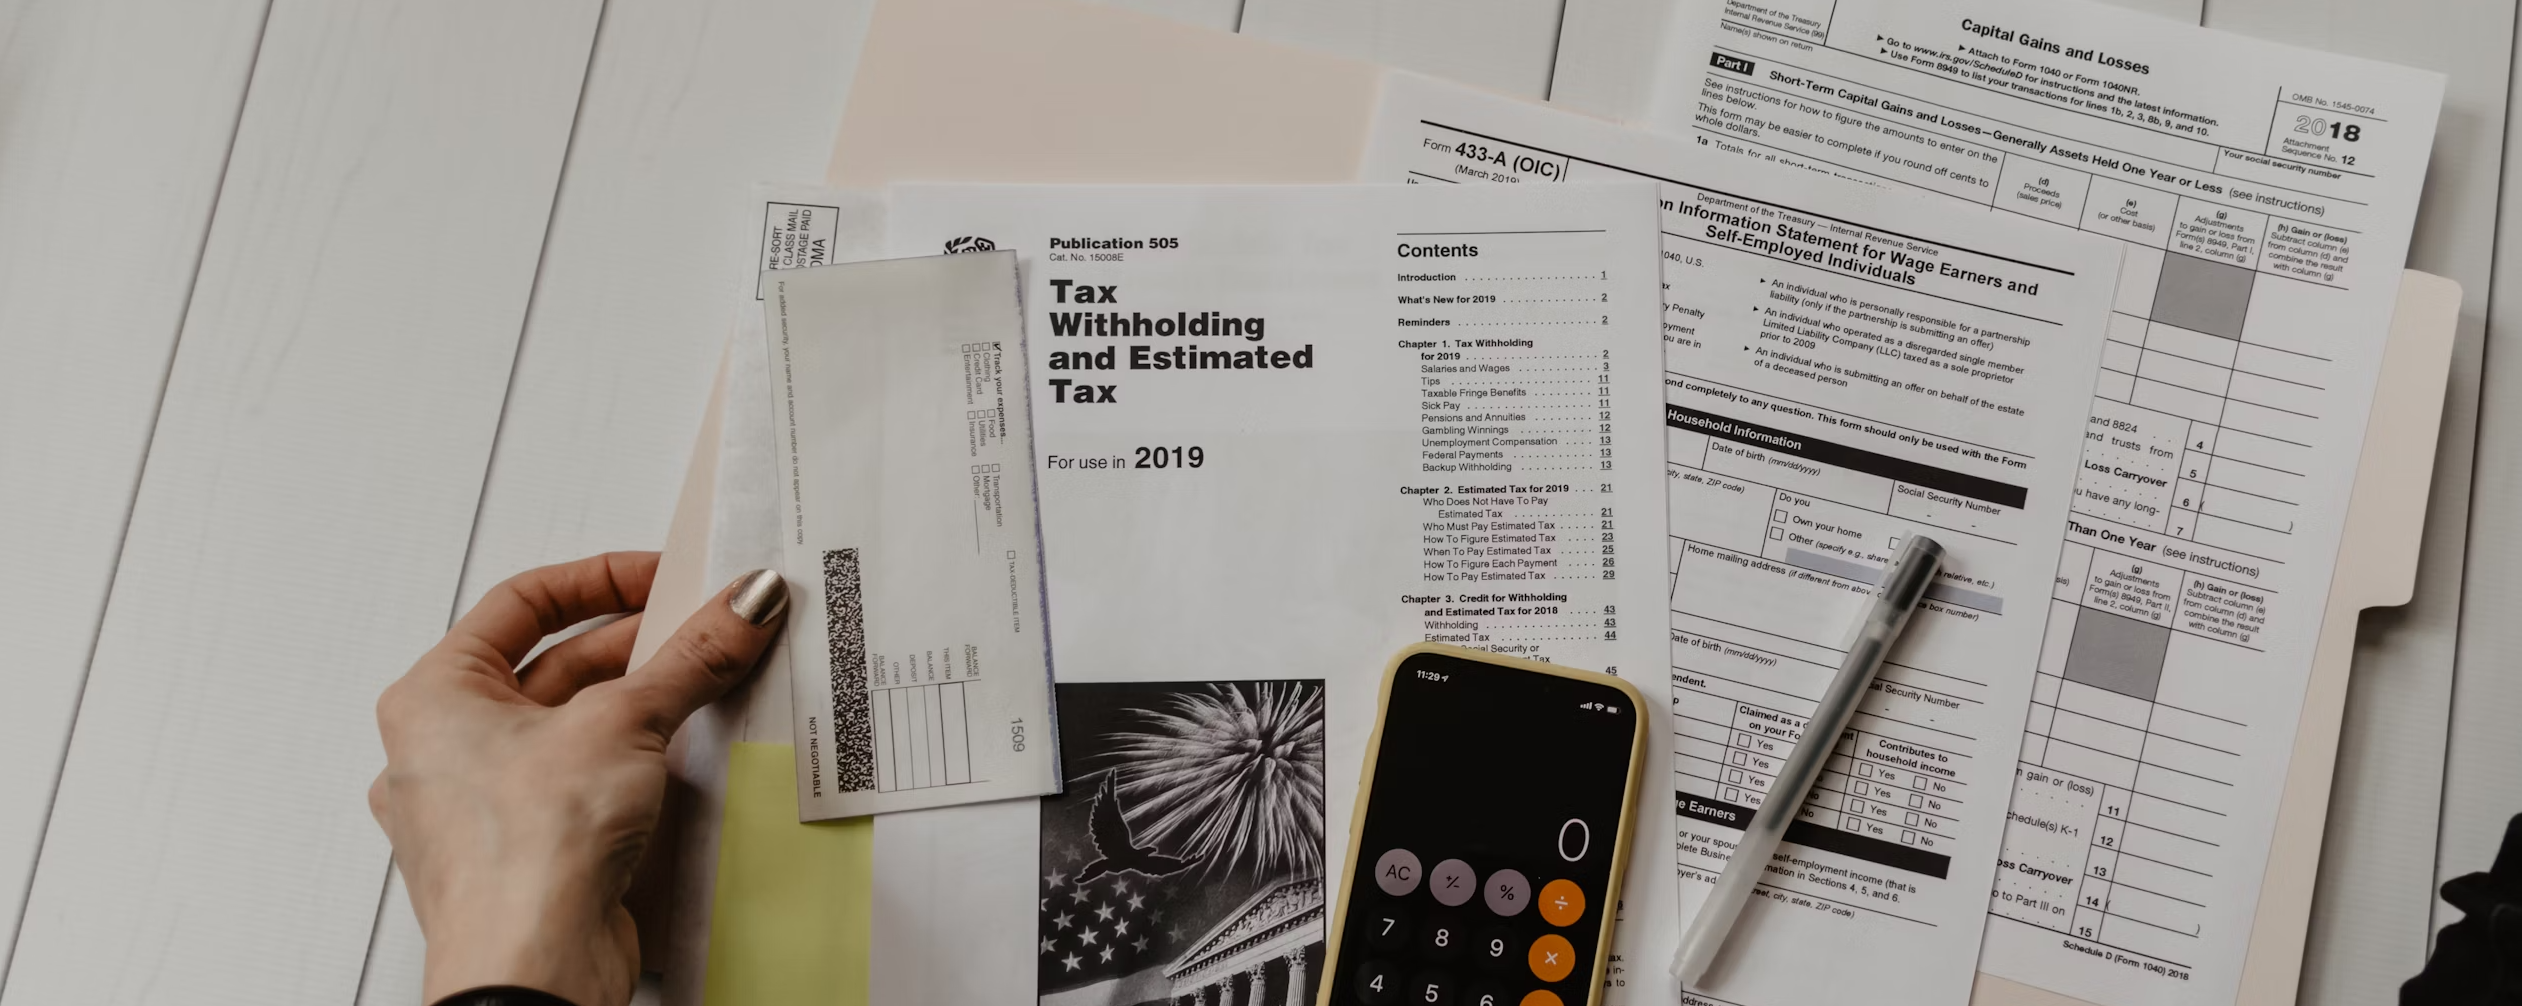 RE-SORT
CLASS MAIL
STAGE PAID
OMA
For added security, your name and account number do not appear on this copy
Track your expenses...
Clothing
Food
Transportation
Credit Card
Utilities
Mortgage
Entertainment
Insurance
Other
TAX-DEDUCTIBLE ITEM
BALANCE FORWARD
THIS ITEM
BALANCE
DEPOSIT
OTHER
BALANCE FORWARD
1509
NOT NEGOTIABLE
Publication 505
Cat. No. 15008E
Tax
Withholding
and Estimated
Tax
For use in 2019
Contents
Introduction . . . . . . . . . . . . . . . . . . 1
What's New for 2019 . . . . . . . . . . . . 2
Reminders . . . . . . . . . . . . . . . . . . . 2
Chapter 1. Tax Withholding
for 2019 . . . . . . . . . . . . . . . . . . 2
Salaries and Wages . . . . . . . . . . . 3
Tips . . . . . . . . . . . . . . . . . . . . 11
Taxable Fringe Benefits . . . . . . . . 11
Sick Pay . . . . . . . . . . . . . . . . . 11
Pensions and Annuities . . . . . . . . 12
Gambling Winnings . . . . . . . . . . . 12
Unemployment Compensation . . . . 13
Federal Payments . . . . . . . . . . . . 13
Backup Withholding . . . . . . . . . . . 13
Chapter 2. Estimated Tax for 2019 . . . 21
Who Does Not Have To Pay
Estimated Tax . . . . . . . . . . . . 21
Who Must Pay Estimated Tax . . . . . 21
How To Figure Estimated Tax . . . . . 23
When To Pay Estimated Tax . . . . . 25
How To Figure Each Payment . . . . . 26
How To Pay Estimated Tax . . . . . . 29
Chapter 3. Credit for Withholding
and Estimated Tax for 2018 . . . . 43
Withholding . . . . . . . . . . . . . . . 43
Estimated Tax . . . . . . . . . . . . . . 44
Security or
Tax
45
11:29
0
AC +/- % ÷
7 8 9 ×
4 5 6
Form 433-A (OIC)
(March 2019)
Department of the Treasury — Internal Revenue Service
on Information Statement for Wage Earners and
Self-Employed Individuals
1040, U.S.
y Penalty
ou are in
▸ An individual who is personally responsible for a partnership
liability (only if the partnership is submitting an offer)
▸ An individual who operated as a disregarded single member
Limited Liability Company (LLC) taxed as a sole proprietor
prior to 2009
▸ An individual who is submitting an offer on behalf of the estate
of a deceased person
ond completely to any question. This form should only be used with the Form
Household Information
Date of birth (mm/dd/yyyy)
Social Security Number
city, state, ZIP code)
Do you
Own your home
Other (specify e.g., share
relative, etc.)
Home mailing address (if different from above
box number)
Date of birth (mm/dd/yyyy)
Social Security Number
endent.
Claimed as a
on your Fo
Contributes to
household income
Yes Yes No
Yes Yes No
Yes Yes No
Yes No Yes No
e Earners
or your spou
self-employment income (that is
plete Busine
mation in Sections 4, 5, and 6.
yer's ad
reet, city, state, ZIP code)
Department of the Treasury
Internal Revenue Service (99)
Name(s) shown on return
Capital Gains and Losses
▸ Attach to Form 1040 or Form 1040NR.
▸ Go to www.irs.gov/ScheduleD for instructions and the latest information.
▸ Use Form 8949 to list your transactions for lines 1b, 2, 3, 8b, 9, and 10.
OMB No. 1545-0074
2018
Attachment
Sequence No. 12
Your social security number
Part I Short-Term Capital Gains and Losses—Generally Assets Held One Year or Less (see instructions)
See instructions for how to figure the amounts to enter on the
lines below.
This form may be easier to complete if you round off cents to
whole dollars.
(d)
Proceeds
(sales price)
(e)
Cost
(or other basis)
(g)
Adjustments
to gain or loss from
Form(s) 8949, Part I,
line 2, column (g)
(h) Gain or (loss)
Subtract column (e)
from column (d) and
combine the result
with column (g)
1a Totals for all short-term
and 8824 4
and trusts from 5
Loss Carryover 6 ( )
u have any long- 7
Than One Year (see instructions)
(g)
Adjustments
to gain or loss from
Form(s) 8949, Part II,
line 2, column (g)
(h) Gain or (loss)
Subtract column (e)
from column (d) and
combine the result
with column (g)
n gain or (loss) 11
chedule(s) K-1 12
13
oss Carryover 14 ( )
o to Part III on 15
Schedule D (Form 1040) 2018